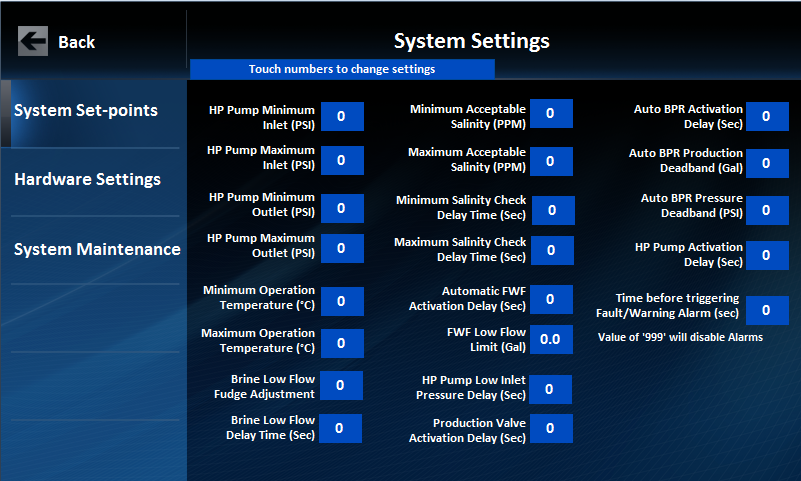 Back
System Settings
Touch numbers to change settings
System Set-points
Hardware Settings
System Maintenance
HP Pump Minimum
Inlet (PSI)
0
HP Pump Maximum
Inlet (PSI)
0
HP Pump Minimum
Outlet (PSI)
0
HP Pump Maximum
Outlet (PSI)
0
Minimum Operation
Temperature (°C)
0
Maximum Operation
Temperature (°C)
0
Brine Low Flow
Fudge Adjustment
0
Brine Low Flow
Delay Time (Sec)
0
Minimum Acceptable
Salinity (PPM)
0
Maximum Acceptable
Salinity (PPM)
0
Minimum Salinity Check
Delay Time (Sec)
0
Maximum Salinity Check
Delay Time (Sec)
0
Automatic FWF
Activation Delay (Sec)
0
FWF Low Flow
Limit (Gal)
0.0
HP Pump Low Inlet
Pressure Delay (Sec)
0
Production Valve
Activation Delay (Sec)
0
Auto BPR Activation
Delay (Sec)
0
Auto BPR Production
Deadband (Gal)
0
Auto BPR Pressure
Deadband (PSI)
0
HP Pump Activation
Delay (Sec)
0
Time before triggering
Fault/Warning Alarm (sec)
0
Value of '999' will disable Alarms